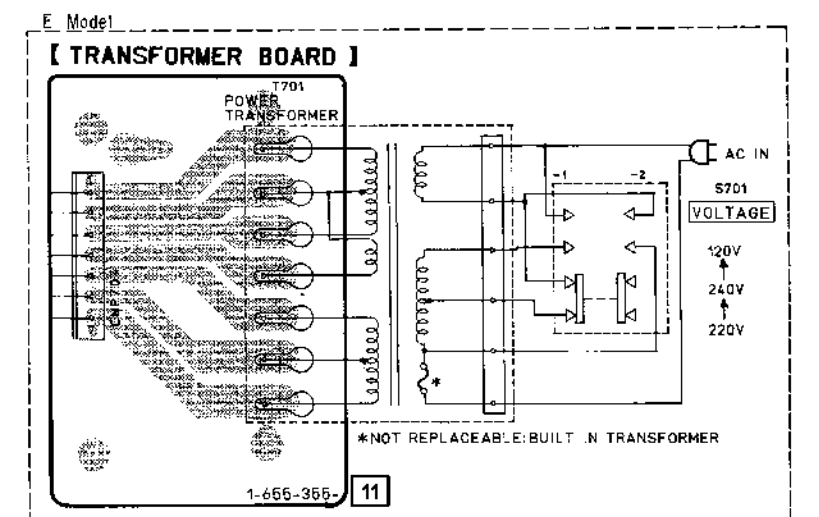 E Model
【 TRANSFORMER BOARD 】
T701
POWER
TRANSFORMER
AC IN
-1 -2
S701
VOLTAGE
120V
240V
220V
*
*NOT REPLACEABLE:BUILT IN TRANSFORMER
1-655-355- 11